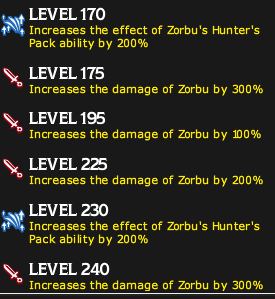 LEVEL 170
Increases the effect of Zorbu's Hunter's
Pack ability by 200%
LEVEL 175
Increases the damage of Zorbu by 300%
LEVEL 195
Increases the damage of Zorbu by 100%
LEVEL 225
Increases the damage of Zorbu by 200%
LEVEL 230
Increases the effect of Zorbu's Hunter's
Pack ability by 200%
LEVEL 240
Increases the damage of Zorbu by 300%